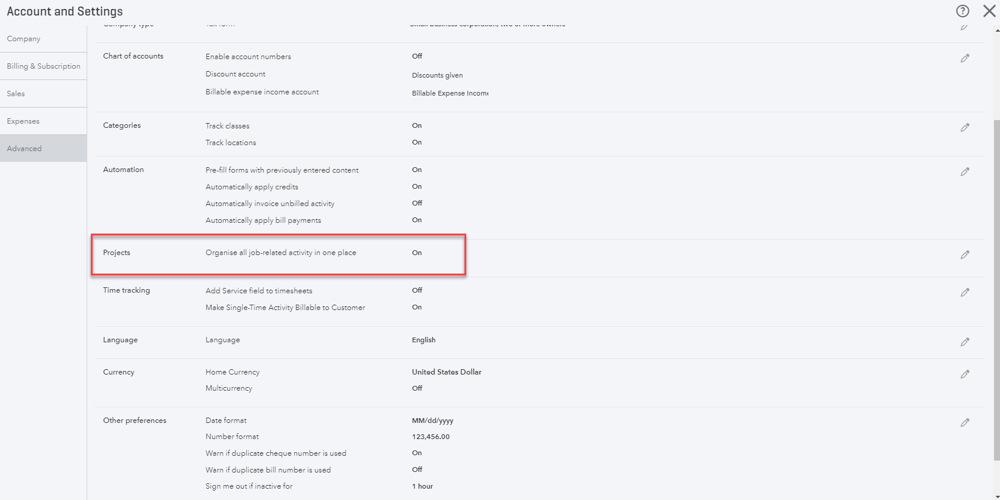 Account and Settings
Company
Billing & Subscription
Sales
Expenses
Advanced
Company type Tax form Small business corporation, two or more owners
Chart of accounts Enable account numbers Off
Discount account Discounts given
Billable expense income account Billable Expense Income
Categories Track classes On
Track locations On
Automation Pre-fill forms with previously entered content On
Automatically apply credits On
Automatically invoice unbilled activity Off
Automatically apply bill payments On
Projects Organise all job-related activity in one place On
Time tracking Add Service field to timesheets Off
Make Single-Time Activity Billable to Customer On
Language Language English
Currency Home Currency United States Dollar
Multicurrency Off
Other preferences Date format MM/dd/yyyy
Number format 123,456.00
Warn if duplicate cheque number is used On
Warn if duplicate bill number is used Off
Sign me out if inactive for 1 hour